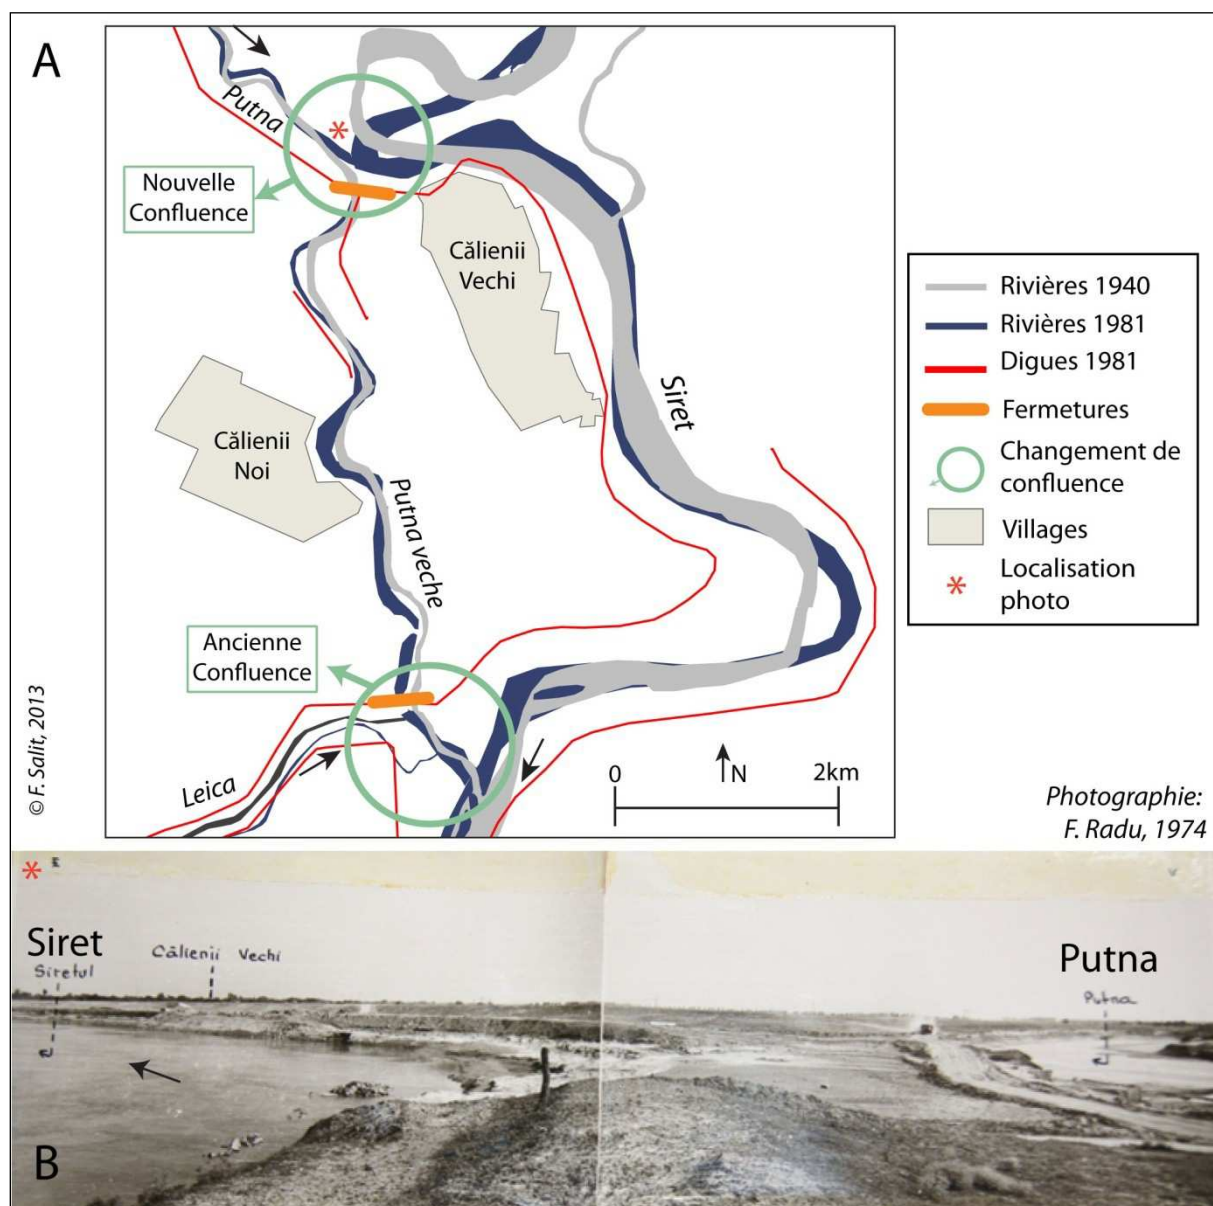 A
Putna
Nouvelle
Confluence
Călienii
Vechi
Siret
Călienii
Noi
Putna veche
Ancienne
Confluence
Leica
0
2km
N
© F. Salit, 2013
Rivières 1940
Rivières 1981
Digues 1981
Fermetures
Changement de
confluence
Villages
Localisation
photo
Photographie:
F. Radu, 1974
Siret
Siretul
Călienii Vechi
Putna
Putna
B